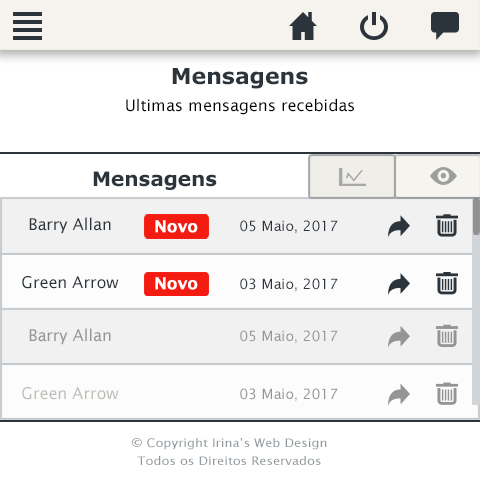 Mensagens
Ultimas mensagens recebidas
Mensagens
Barry Allan Novo 05 Maio, 2017
Green Arrow Novo 03 Maio, 2017
Barry Allan 05 Maio, 2017
Green Arrow 03 Maio, 2017
© Copyright Irina's Web Design
Todos os Direitos Reservados